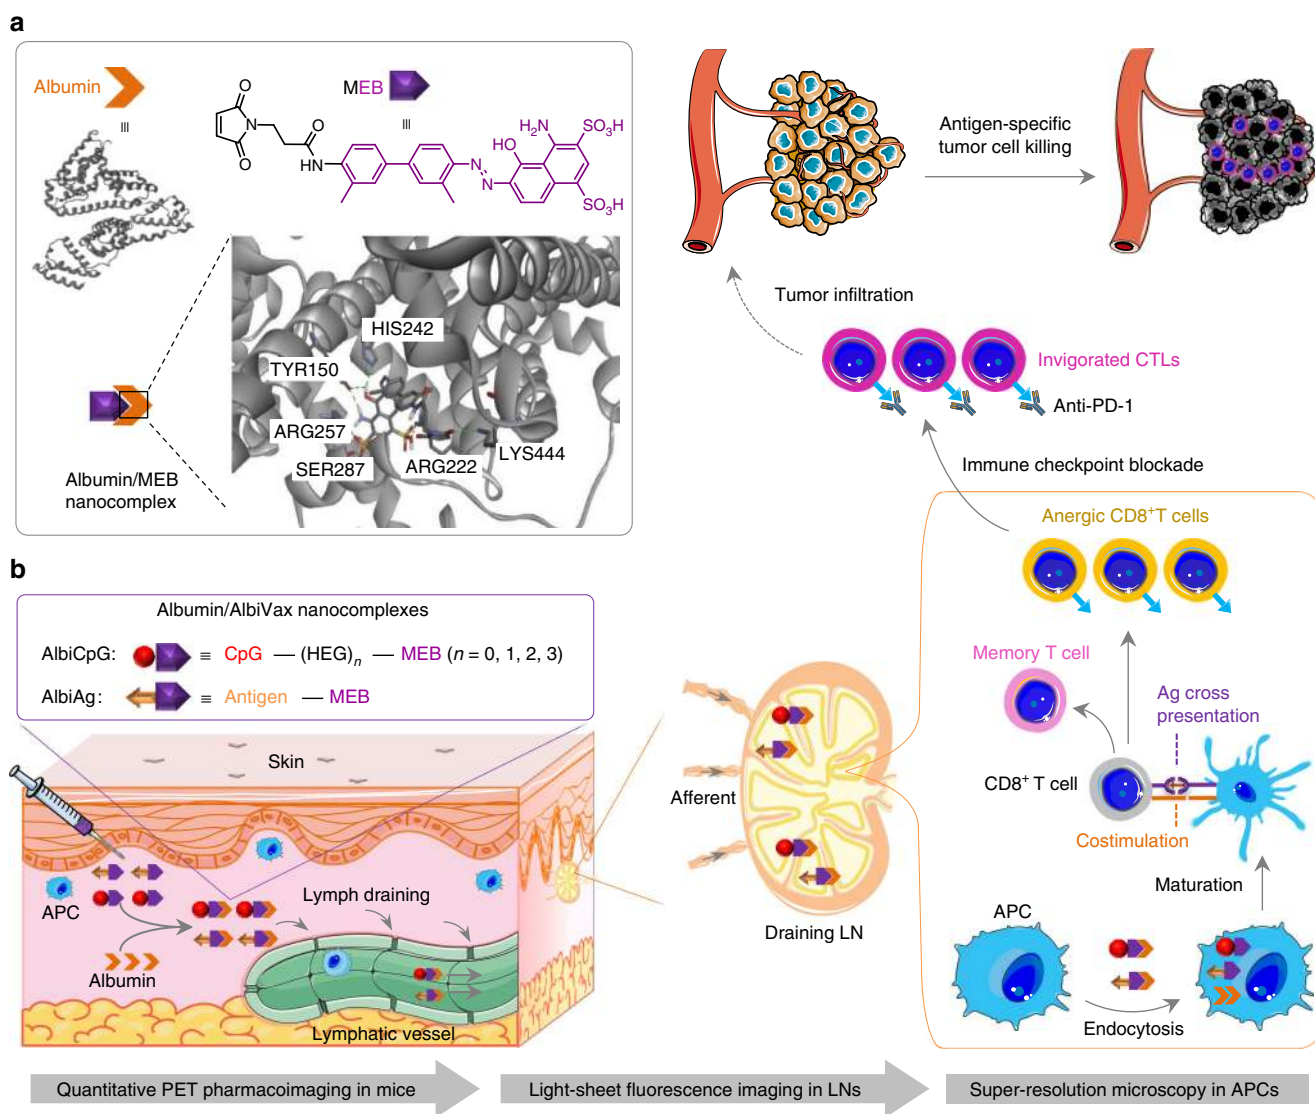 a
Albumin
MEB
≡
≡
O
N
O
O
NH
N
N
NH₂
OH
SO₃H
SO₃H
HIS242
TYR150
ARG257
SER287
ARG222
LYS444
Albumin/MEB
nanocomplex
Antigen-specific
tumor cell killing
Tumor infiltration
Invigorated CTLs
Anti-PD-1
Immune checkpoint blockade
b
Albumin/AlbiVax nanocomplexes
AlbiCpG: ≡ CpG — (HEG)n — MEB (n = 0, 1, 2, 3)
AlbiAg: ≡ Antigen — MEB
Skin
APC
Lymph draining
Albumin
Lymphatic vessel
Afferent
Draining LN
Anergic CD8⁺T cells
Memory T cell
Ag cross
presentation
CD8⁺ T cell
Costimulation
Maturation
APC
Endocytosis
Quantitative PET pharmacoimaging in mice
Light-sheet fluorescence imaging in LNs
Super-resolution microscopy in APCs